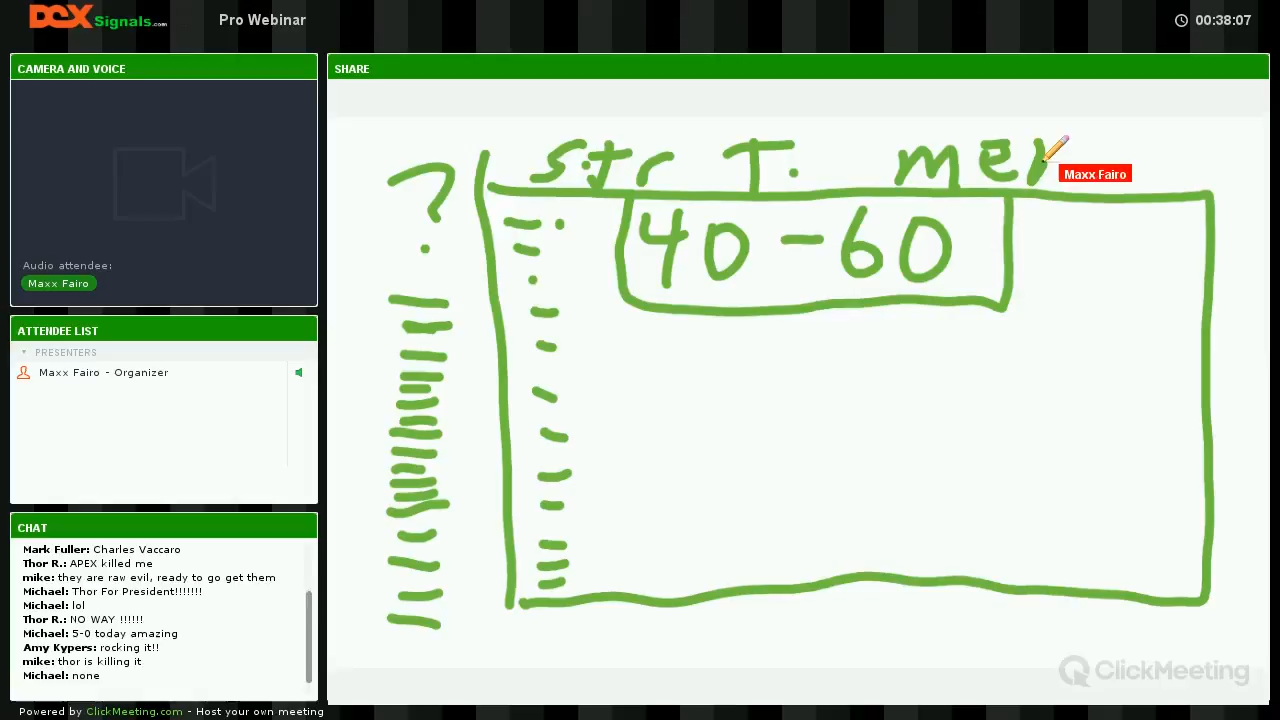 DCXSignals.com
Pro Webinar
00:38:07
CAMERA AND VOICE
Audio attendee:
Maxx Fairo
ATTENDEE LIST
PRESENTERS
Maxx Fairo - Organizer
CHAT
Mark Fuller: Charles Vaccaro
Thor R.: APEX killed me
mike: they are raw evil, ready to go get them
Michael: Thor For President!!!!!!!
Michael: lol
Thor R.: NO WAY !!!!!!
Michael: 5-0 today amazing
Amy Kypers: rocking it!!
mike: thor is killing it
Michael: none
Powered by ClickMeeting.com - Host your own meeting
SHARE
str T. mer
Maxx Fairo
?
40 - 60
ClickMeeting